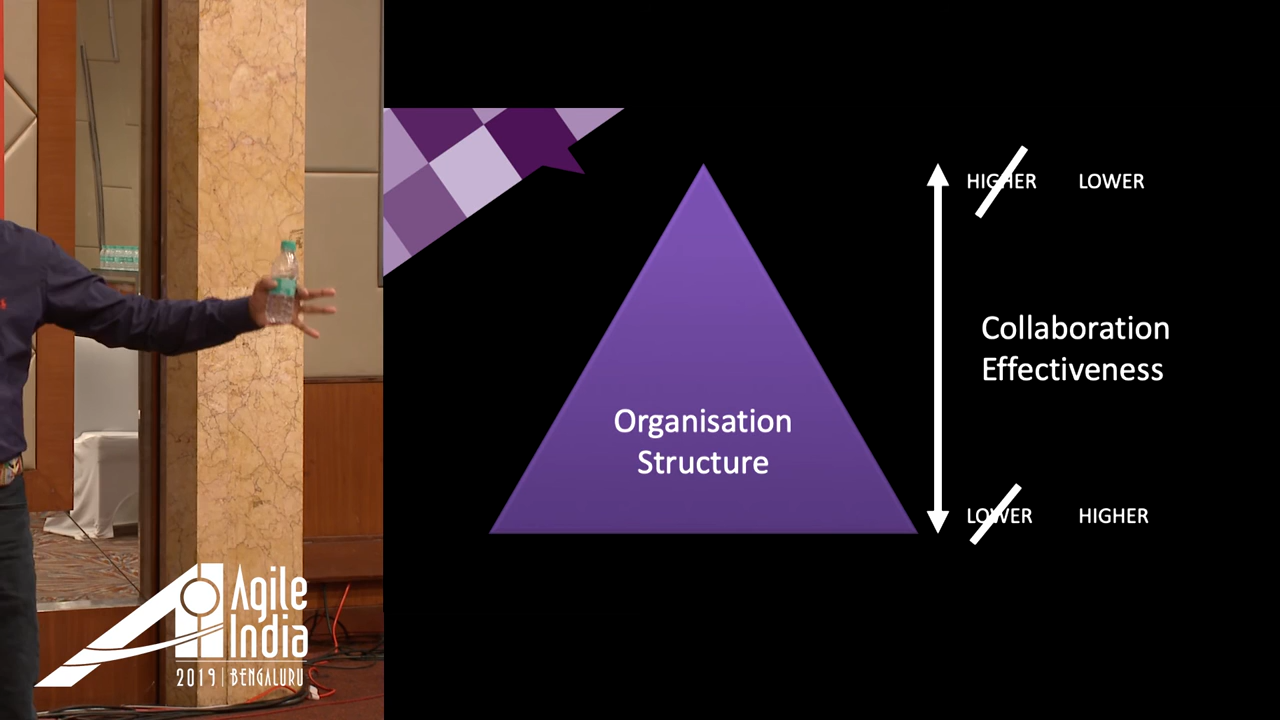 HIGHER LOWER
Collaboration
Effectiveness
Organisation
Structure
LOWER HIGHER
Agile
India
2019 | BENGALURU